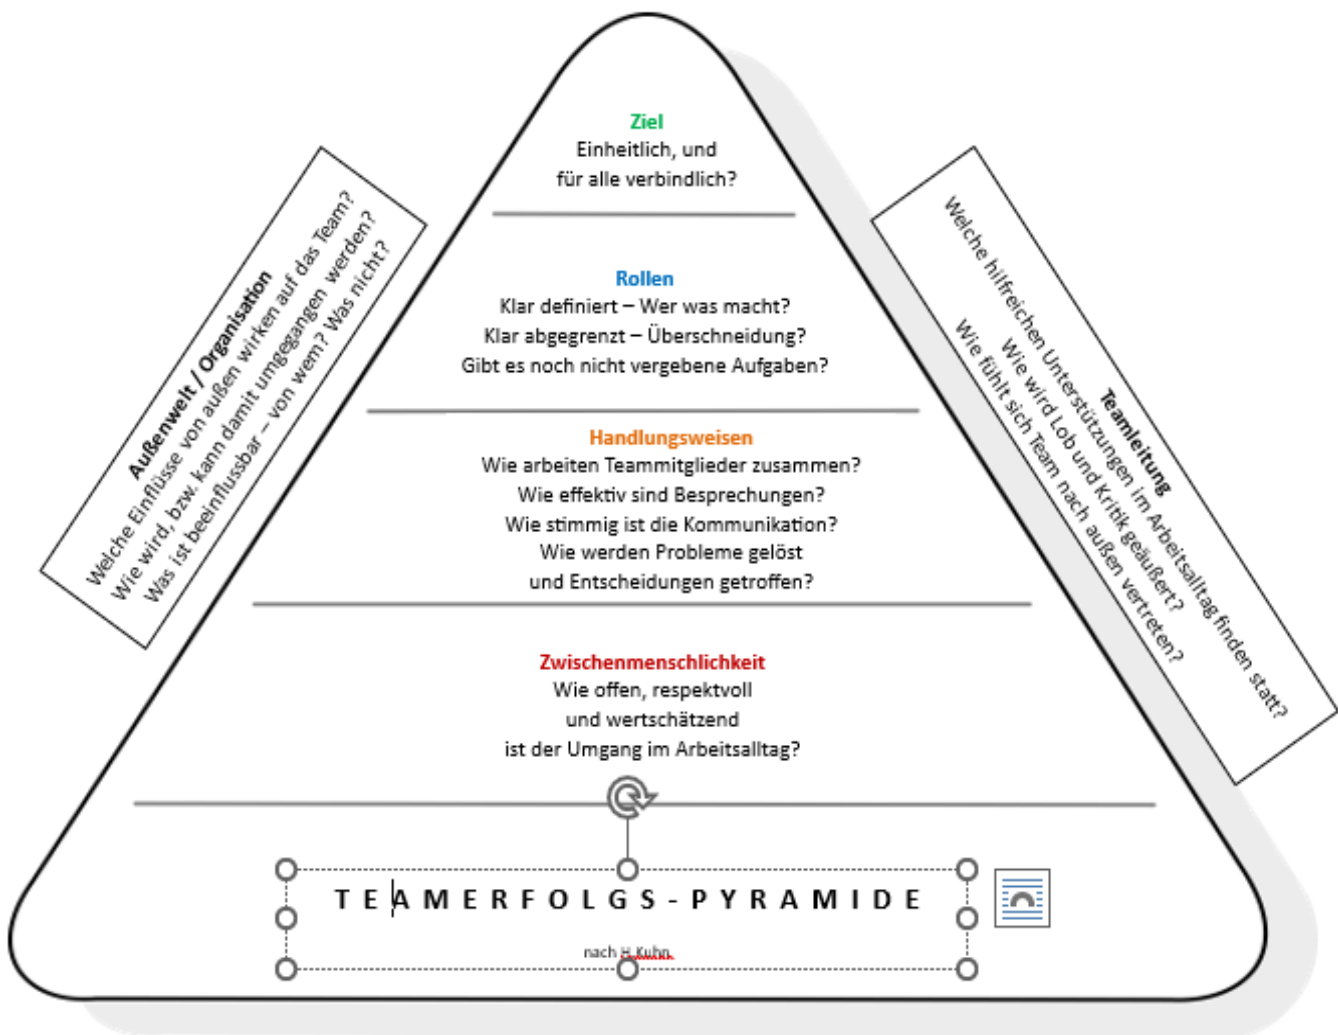 Ziel
Einheitlich, und
für alle verbindlich?
Rollen
Klar definiert – Wer was macht?
Klar abgegrenzt – Überschneidung?
Gibt es noch nicht vergebene Aufgaben?
Handlungsweisen
Wie arbeiten Teammitglieder zusammen?
Wie effektiv sind Besprechungen?
Wie stimmig ist die Kommunikation?
Wie werden Probleme gelöst
und Entscheidungen getroffen?
Zwischenmenschlichkeit
Wie offen, respektvoll
und wertschätzend
ist der Umgang im Arbeitsalltag?
TEAMERFOLGS-PYRAMIDE
nach H.Kuhn
Außenwelt / Organisation
Welche Einflüsse von außen wirken auf das Team?
Wie wird, bzw. kann damit umgegangen werden?
Was ist beeinflussbar – von wem? Was nicht?
Teamleitung
Welche hilfreichen Unterstützungen im Arbeitsalltag finden statt?
Wie wird Lob und Kritik geäußert?
Wie fühlt sich Team nach außen vertreten?